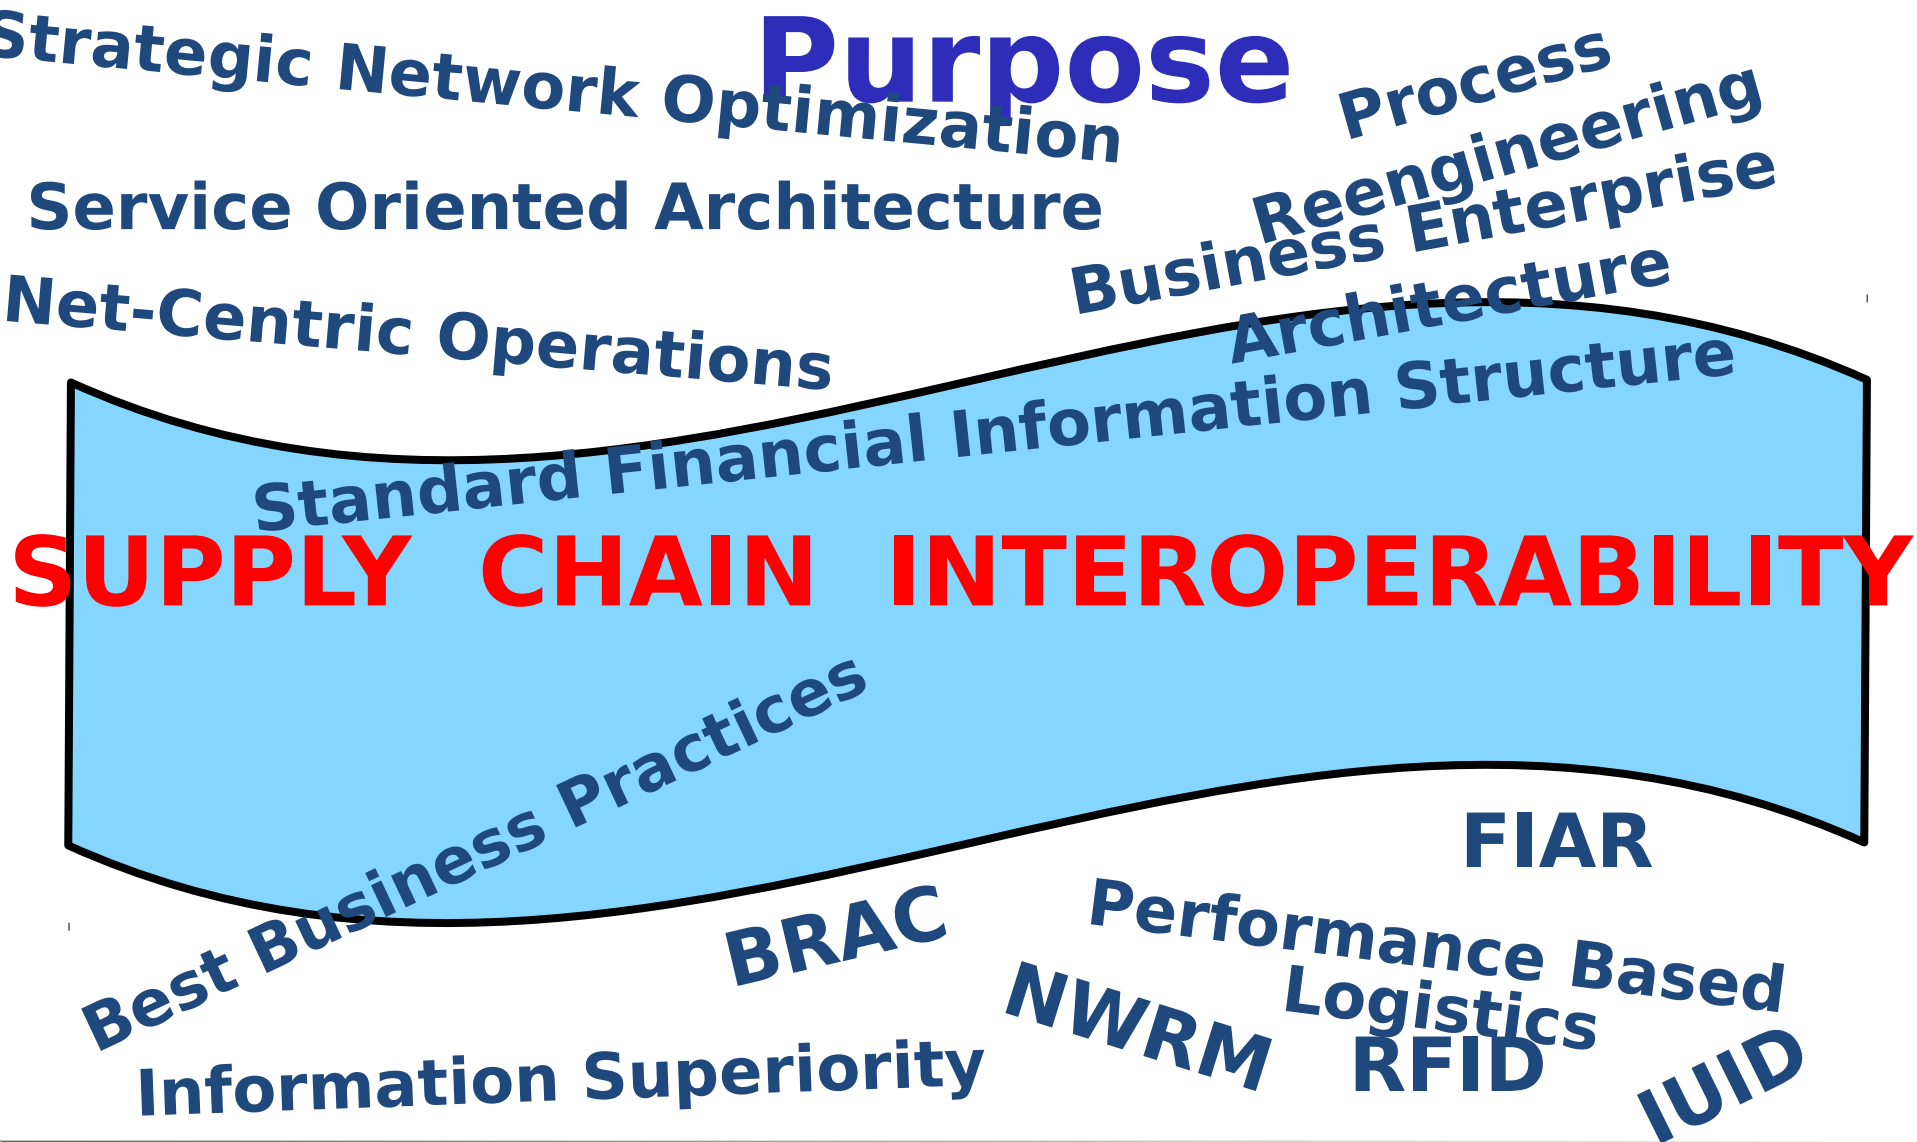 Purpose
Strategic Network Optimization
Process
Reengineering
Service Oriented Architecture
Business Enterprise
Architecture
Net-Centric Operations
Standard Financial Information Structure
SUPPLY CHAIN INTEROPERABILITY
Best Business Practices
FIAR
BRAC
Performance Based
Logistics
NWRM
RFID
IUID
Information Superiority